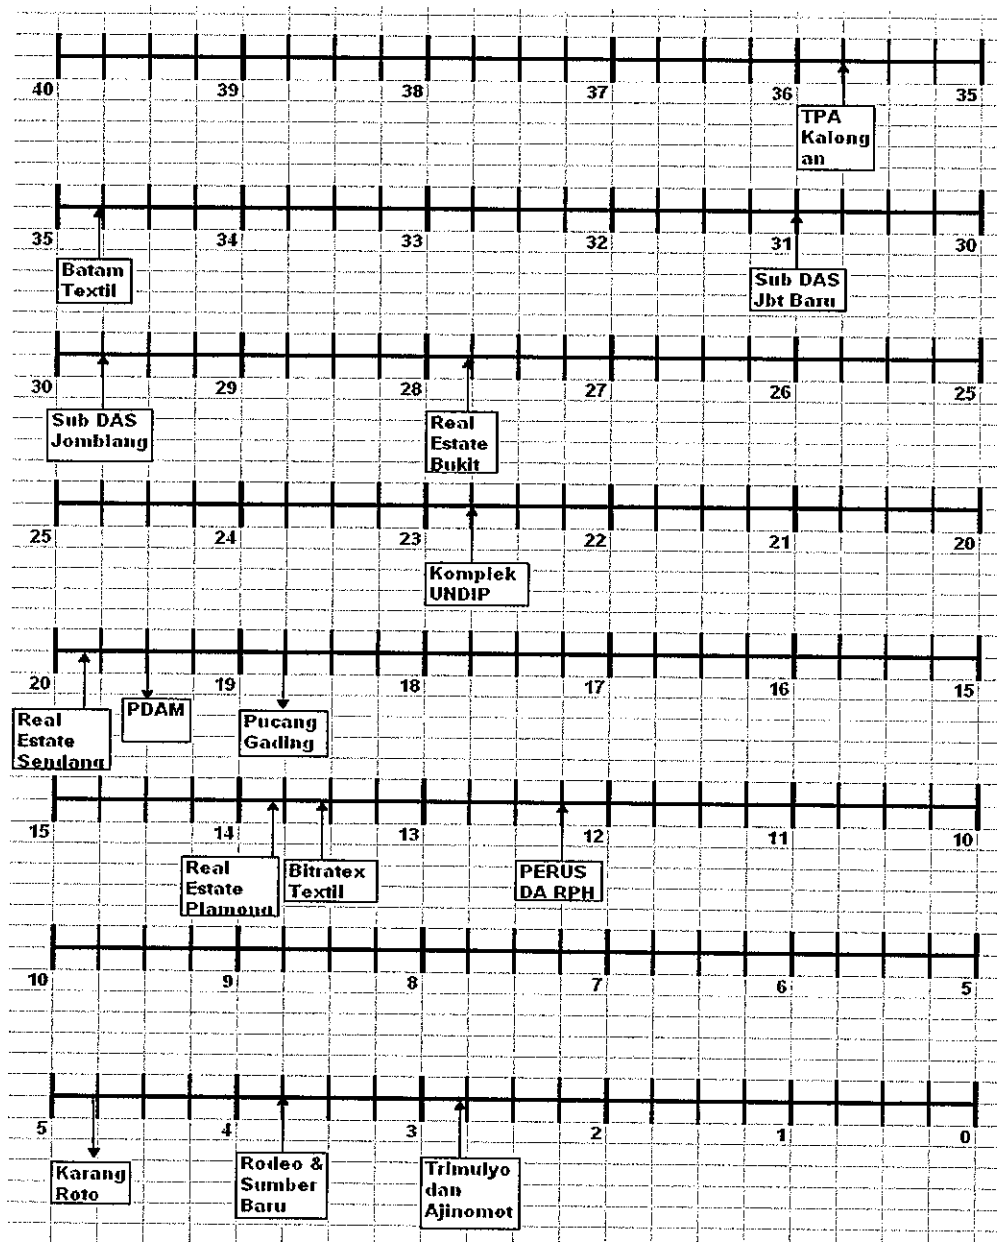 40 39 38 37 36 35
TPA
Kalong
an
35 34 33 32 31 30
Batam
Textil
Sub DAS
Jbt Baru
30 29 28 27 26 25
Sub DAS
Jomblang
Real
Estate
Bukit
25 24 23 22 21 20
Komplek
UNDIP
20 19 18 17 16 15
Real
Estate
Sendang
PDAM
Pucang
Gading
15 14 13 12 11 10
Real
Estate
Plamong
Bitratex
Textil
PERUS
DA RPH
10 9 8 7 6 5
5 4 3 2 1 0
Karang
Roto
Rodeo &
Sumber
Baru
Trimulyo
dan
Ajinomot